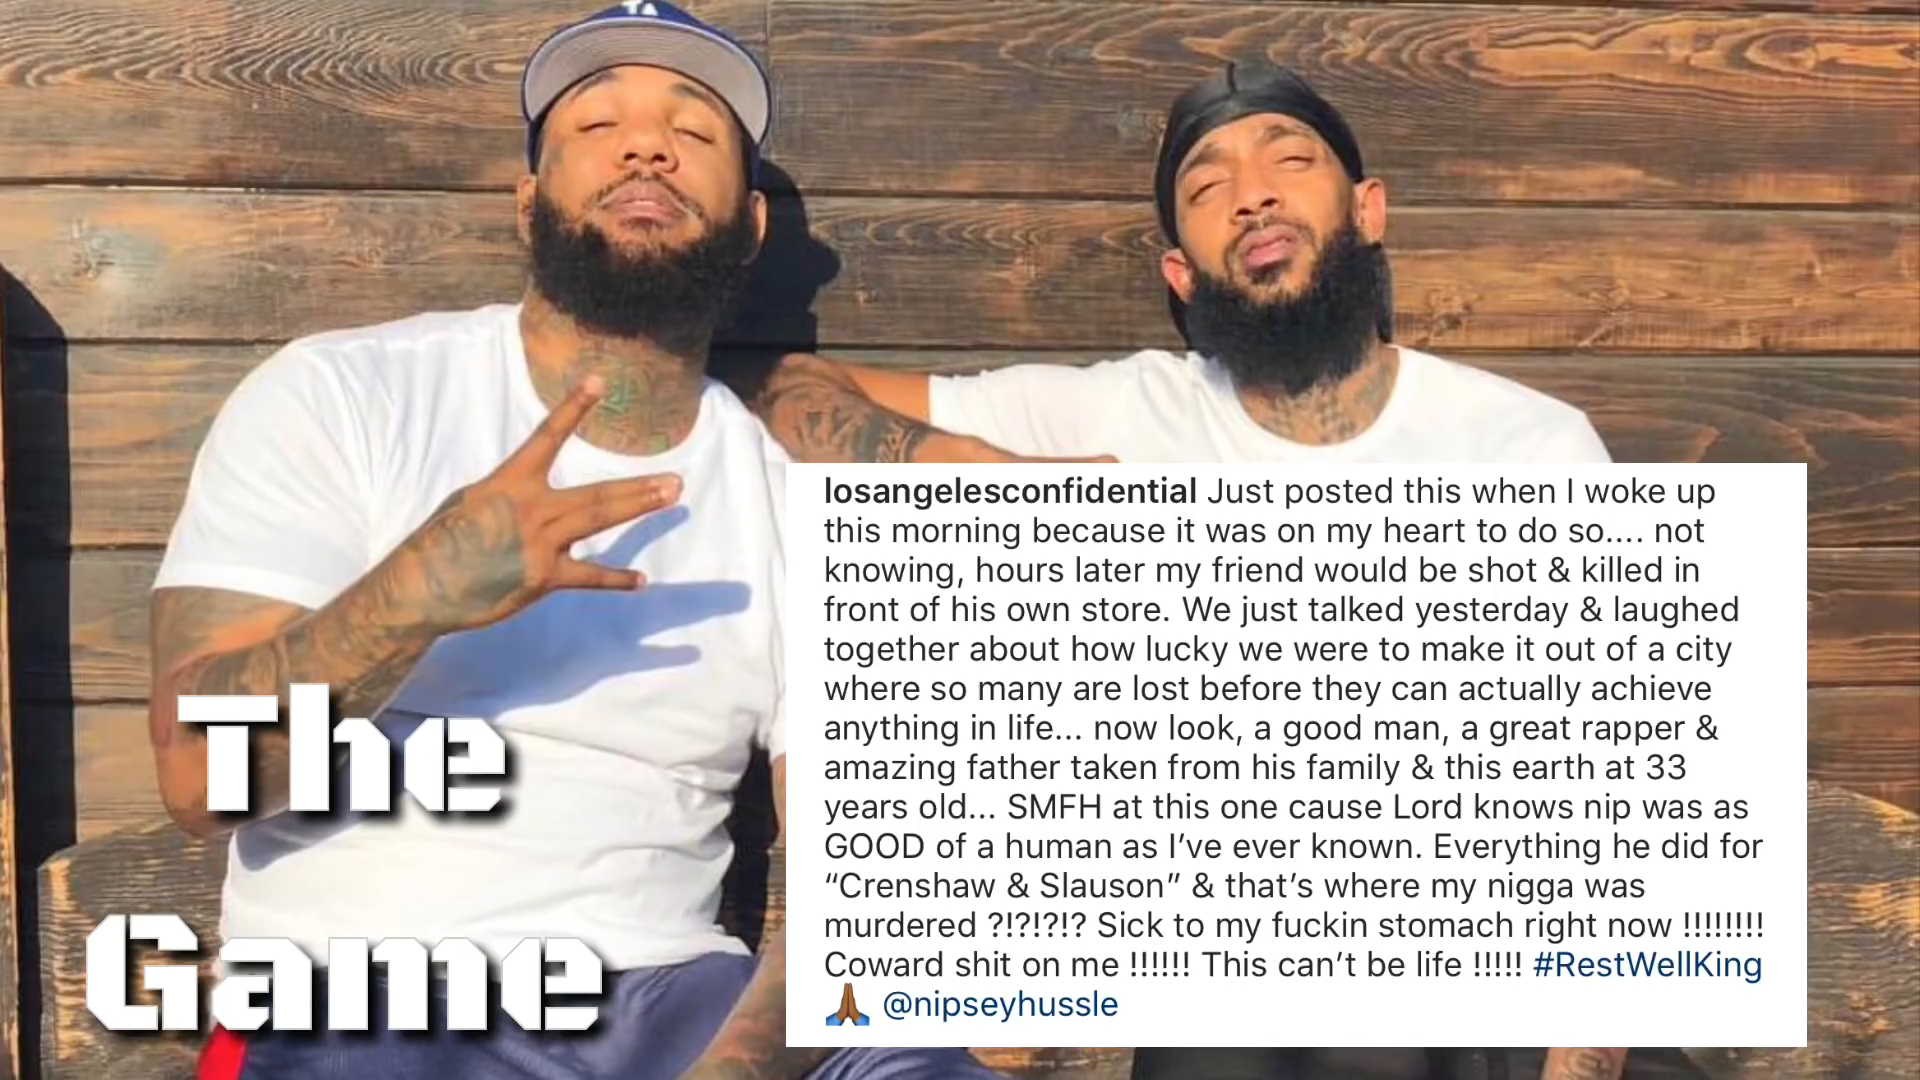 TA
losangelesconfidential Just posted this when I woke up
this morning because it was on my heart to do so.... not
knowing, hours later my friend would be shot & killed in
front of his own store. We just talked yesterday & laughed
together about how lucky we were to make it out of a city
where so many are lost before they can actually achieve
anything in life... now look, a good man, a great rapper &
amazing father taken from his family & this earth at 33
years old... SMFH at this one cause Lord knows nip was as
GOOD of a human as I’ve ever known. Everything he did for
“Crenshaw & Slauson” & that’s where my nigga was
murdered ?!?!?!? Sick to my fuckin stomach right now !!!!!!!!
Coward shit on me !!!!!! This can’t be life !!!!! #RestWellKing
🙏🏾 @nipseyhussle
The
Game